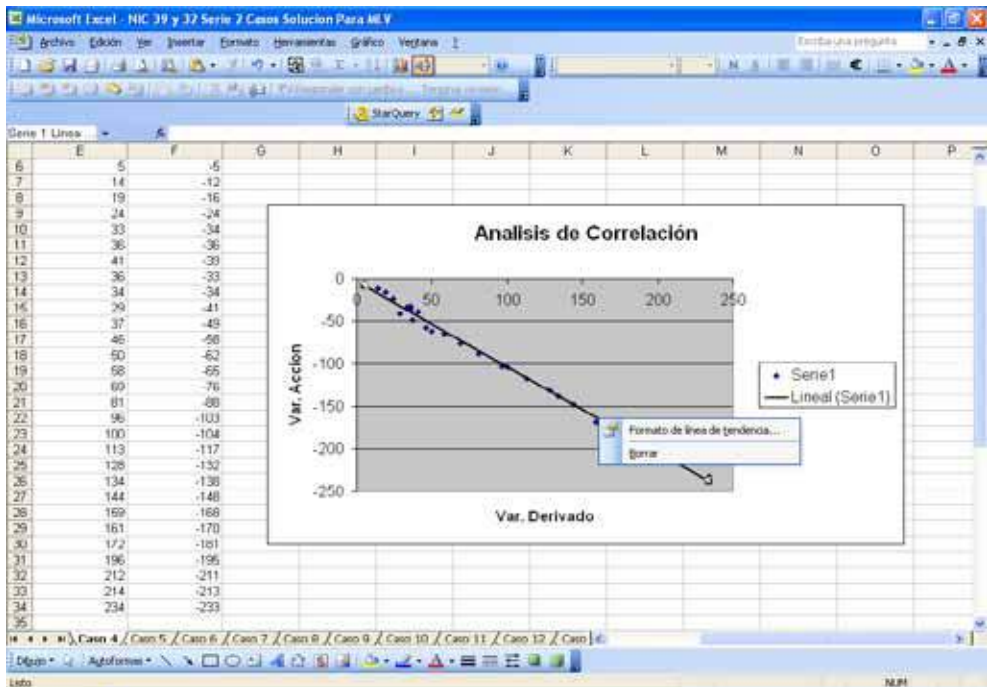 Microsoft Excel - NIC 39 y 32 Serie 2 Casos Solucion Para MLV
Archivo Edición Ver Insertar Formato Herramientas Gráfico Ventana ?
Escriba una pregunta
N
StarQuery
Serie 1 Línea
E F G H I J K L M N O P
6 5 -5
7 14 -12
8 19 -16
9 24 -24
10 33 -34
11 36 -36
12 41 -39
13 36 -33
14 34 -34
15 29 -41
16 37 -49
17 46 -58
18 50 -62
19 58 -65
20 69 -76
21 81 -88
22 96 -103
23 100 -104
24 113 -117
25 128 -132
26 134 -138
27 144 -148
28 159 -168
29 161 -170
30 172 -181
31 196 -195
32 212 -211
33 214 -213
34 234 -233
35
Analisis de Correlación
0
-50
-100
-150
-200
-250
0 50 100 150 200 250
Var. Accion
Var. Derivado
Serie1
Lineal (Serie1)
Formato de línea de tendencia...
Borrar
Caso 4 Caso 5 Caso 6 Caso 7 Caso 8 Caso 9 Caso 10 Caso 11 Caso 12 Caso
Dibujo Autoformas
Listo
NUM